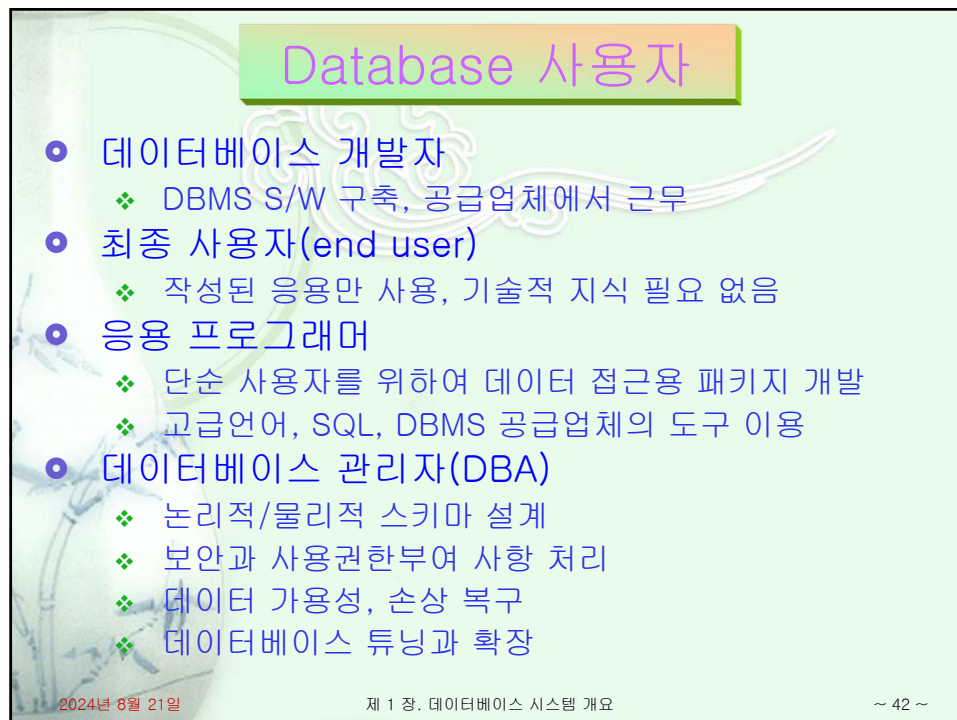 Database 사용자
데이터베이스 개발자
DBMS S/W 구축, 공급업체에서 근무
최종 사용자(end user)
작성된 응용만 사용, 기술적 지식 필요 없음
응용 프로그래머
단순 사용자를 위하여 데이터 접근용 패키지 개발
고급언어, SQL, DBMS 공급업체의 도구 이용
데이터베이스 관리자(DBA)
논리적/물리적 스키마 설계
보안과 사용권한부여 사항 처리
데이터 가용성, 손상 복구
데이터베이스 튜닝과 확장
2024년 8월 21일 제 1 장. 데이터베이스 시스템 개요 ~ 42 ~